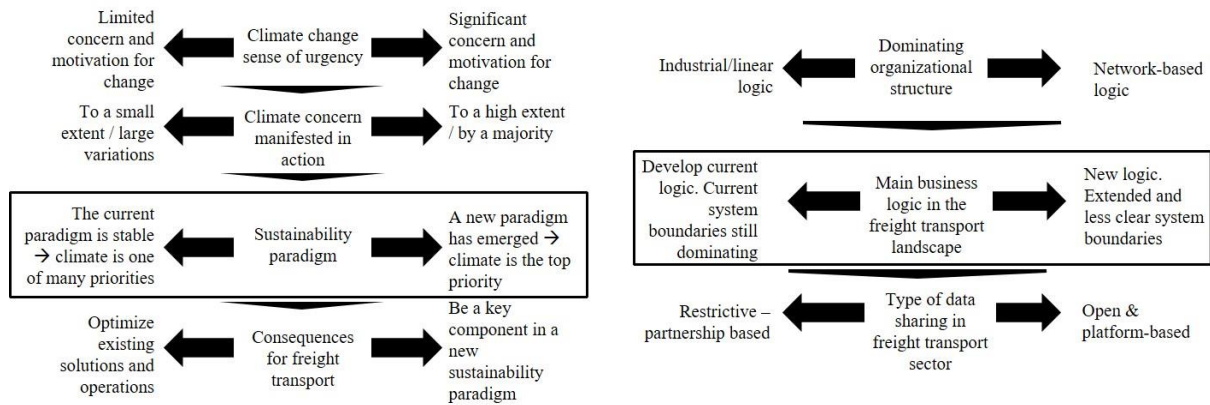 Limited
concern and
motivation for
change
Climate change
sense of urgency
Significant
concern and
motivation for
change
To a small
extent / large
variations
Climate concern
manifested in
action
To a high extent
/ by a majority
The current
paradigm is stable
→ climate is one
of many priorities
Sustainability
paradigm
A new paradigm
has emerged →
climate is the top
priority
Optimize
existing
solutions and
operations
Consequences
for freight
transport
Be a key
component in a
new
sustainability
paradigm
Industrial/linear
logic
Dominating
organizational
structure
Network-based
logic
Develop current
logic. Current
system
boundaries still
dominating
Main business
logic in the
freight transport
landscape
New logic.
Extended and
less clear system
boundaries
Restrictive –
partnership based
Type of data
sharing in
freight transport
sector
Open &
platform-based